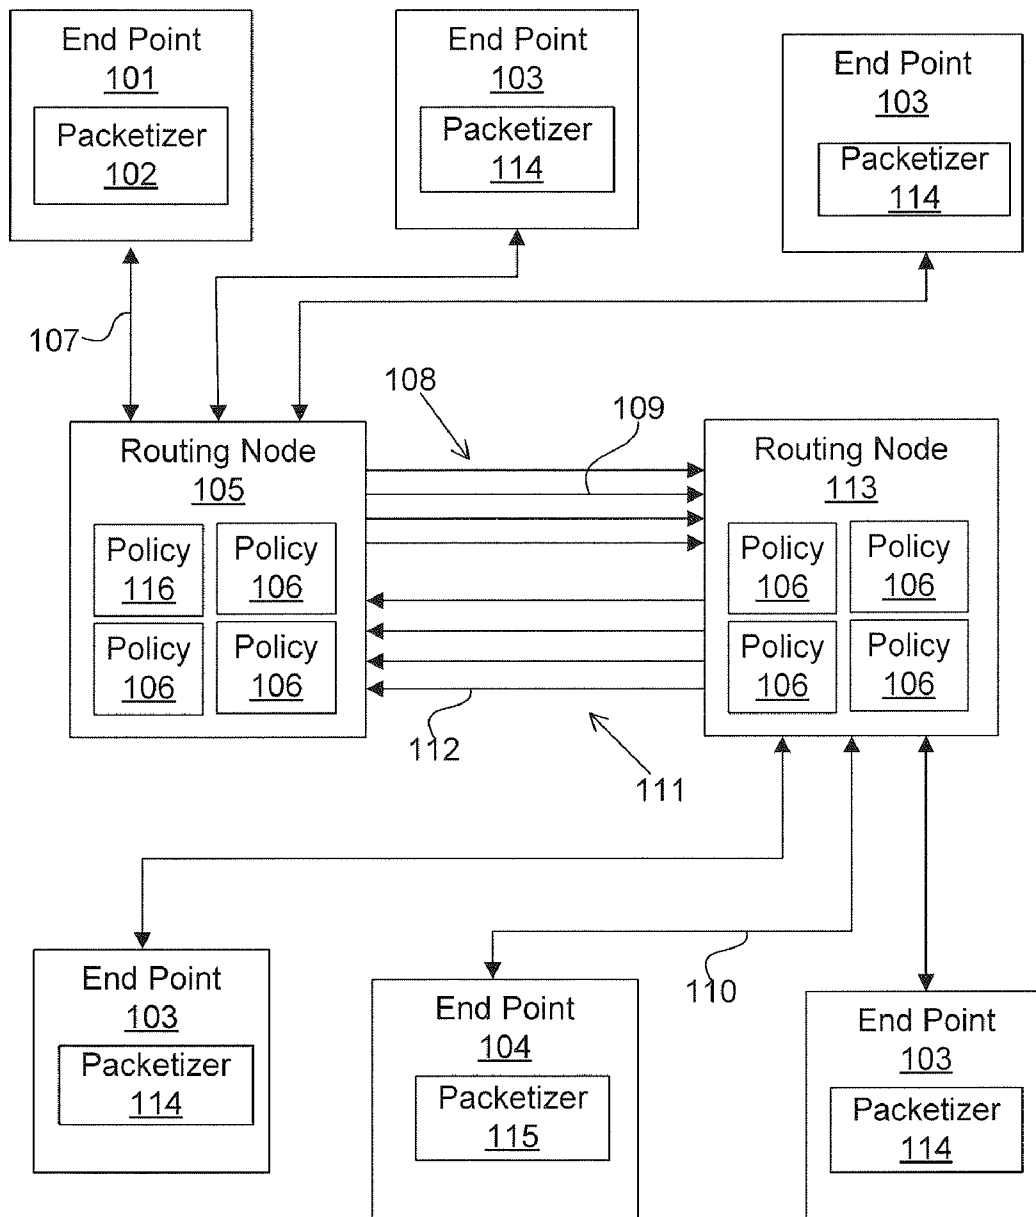 End Point
101
Packetizer
102
End Point
103
Packetizer
114
End Point
103
Packetizer
114
107
108
109
Routing Node
105
Policy
116
Policy
106
Policy
106
Policy
106
Routing Node
113
Policy
106
Policy
106
Policy
106
Policy
106
112
111
110
End Point
103
Packetizer
114
End Point
104
Packetizer
115
End Point
103
Packetizer
114